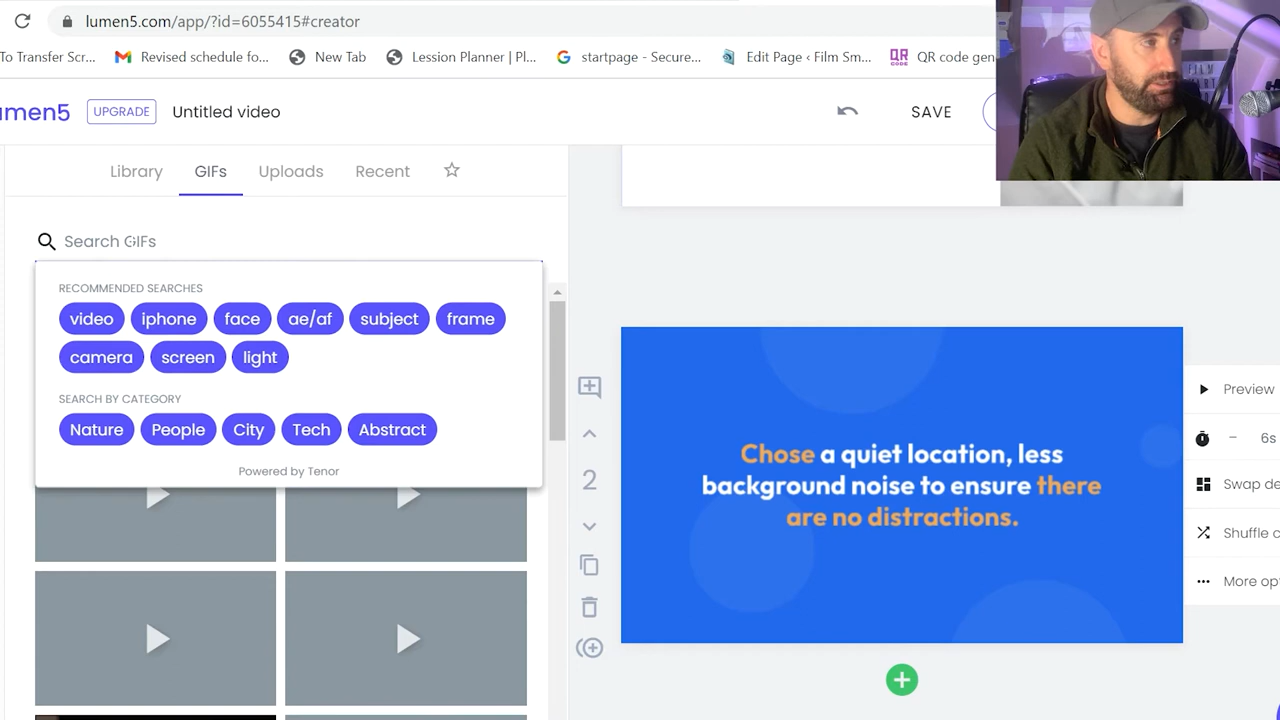 lumen5.com/app/?id=6055415#creator
To Transfer Scr... Revised schedule fo... New Tab Lession Planner | Pl... startpage - Secure... Edit Page ‹ Film Sm... QR code gen
umen5 UPGRADE Untitled video SAVE
Library GIFs Uploads Recent
Search GIFs
RECOMMENDED SEARCHES
video iphone face ae/af subject frame
camera screen light
SEARCH BY CATEGORY
Nature People City Tech Abstract
Powered by Tenor
2
Chose a quiet location, less
background noise to ensure there
are no distractions.
Preview
6s
Swap de
Shuffle c
More op